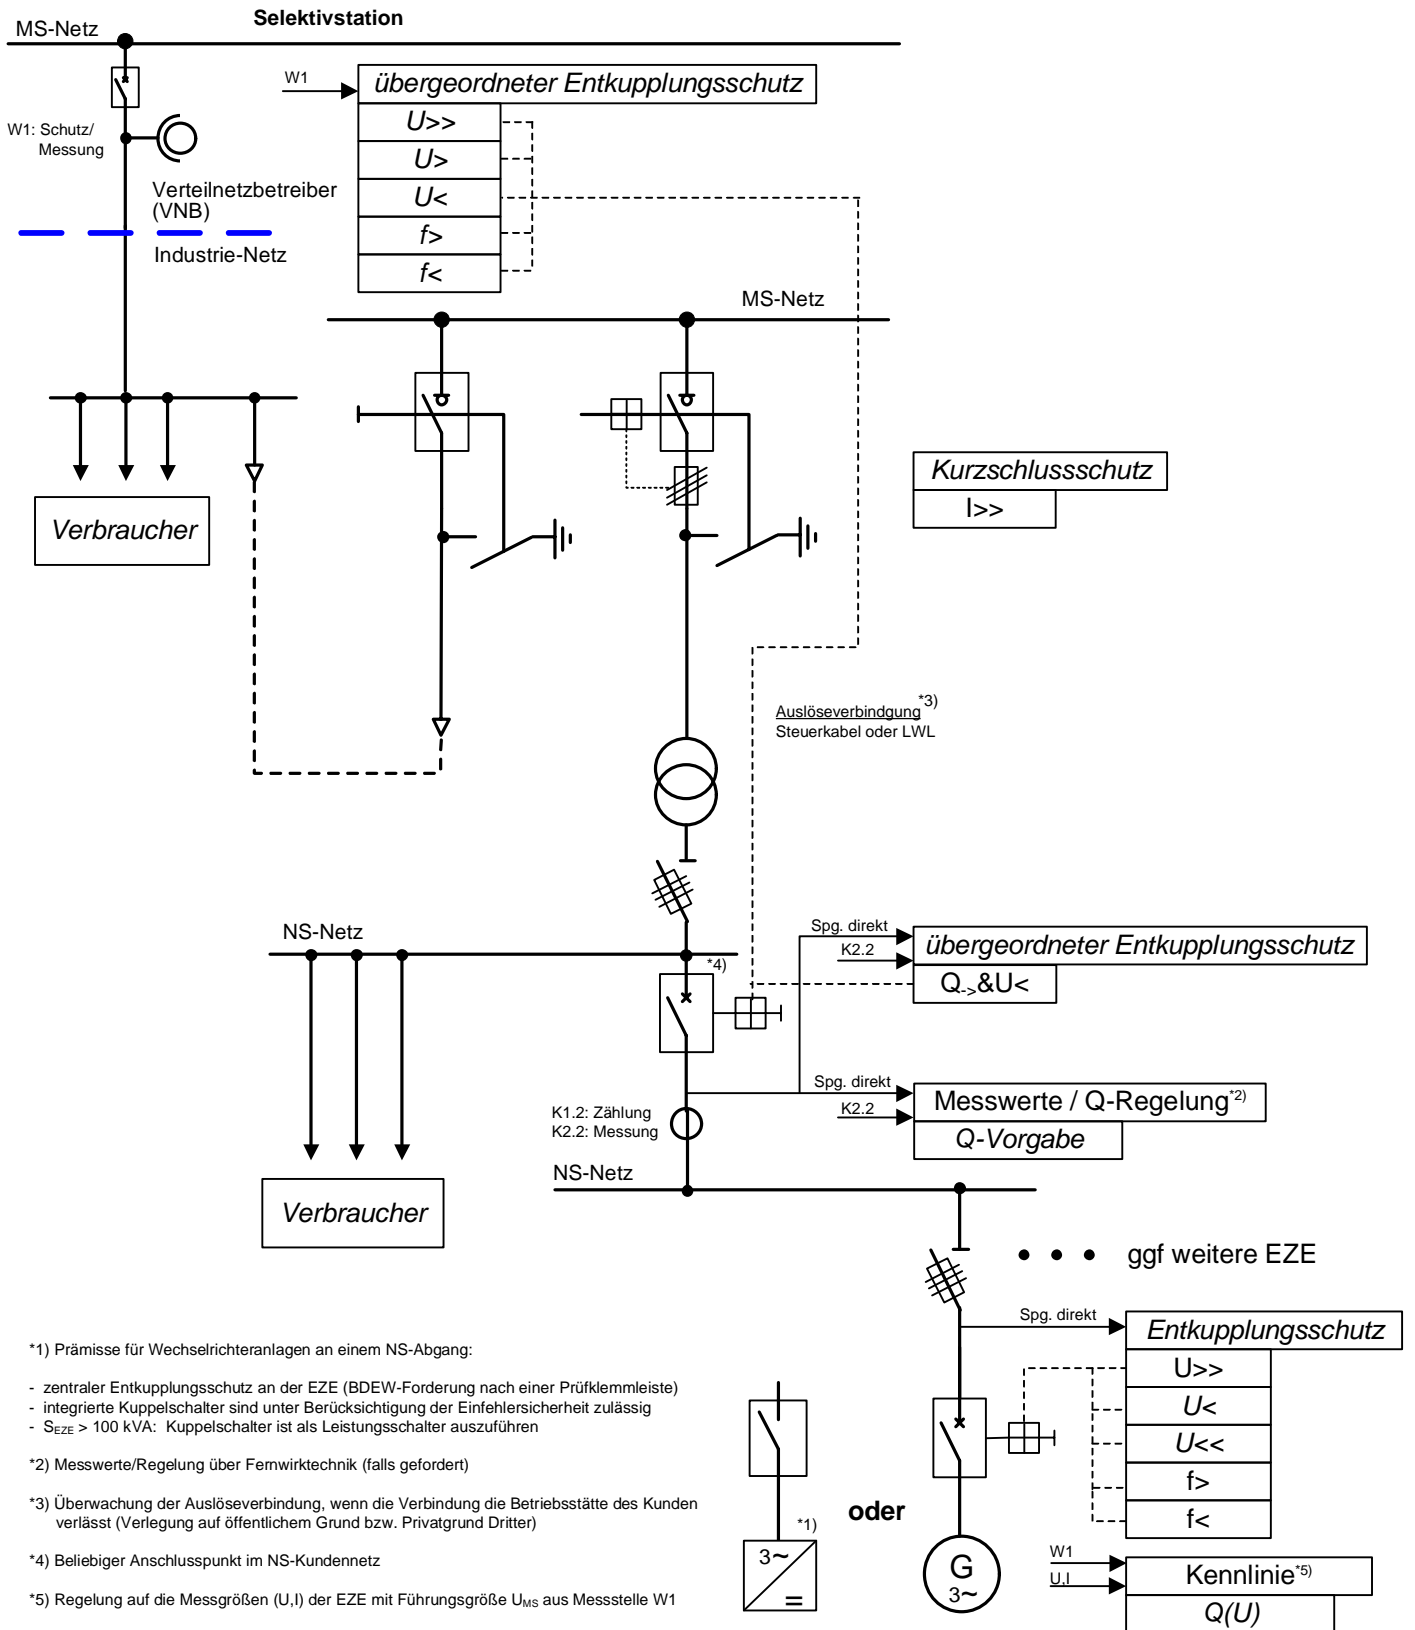 Selektivstation
MS-Netz
W1
übergeordneter Entkupplungsschutz
U>>
U>
U<
f>
f<
W1: Schutz/
Messung
Verteilnetzbetreiber
(VNB)
Industrie-Netz
MS-Netz
Kurzschlussschutz
I>>
Verbraucher
Auslöseverbindgung*3)
Steuerkabel oder LWL
NS-Netz
*4)
Spg. direkt
K2.2
übergeordneter Entkupplungsschutz
Q->&U<
Spg. direkt
K2.2
Messwerte / Q-Regelung*2)
Q-Vorgabe
K1.2: Zählung
K2.2: Messung
NS-Netz
Verbraucher
ggf weitere EZE
Spg. direkt
Entkupplungsschutz
U>>
U<
U<<
f>
f<
*1) Prämisse für Wechselrichteranlagen an einem NS-Abgang:
- zentraler Entkupplungsschutz an der EZE (BDEW-Forderung nach einer Prüfklemmleiste)
- integrierte Kuppelschalter sind unter Berücksichtigung der Einfehlersicherheit zulässig
- SEZE > 100 kVA: Kuppelschalter ist als Leistungsschalter auszuführen
*2) Messwerte/Regelung über Fernwirktechnik (falls gefordert)
*3) Überwachung der Auslöseverbindung, wenn die Verbindung die Betriebsstätte des Kunden
verlässt (Verlegung auf öffentlichem Grund bzw. Privatgrund Dritter)
*4) Beliebiger Anschlusspunkt im NS-Kundennetz
*5) Regelung auf die Messgrößen (U,I) der EZE mit Führungsgröße UMS aus Messstelle W1
*1)
3~
=
oder
G
3~
W1
U,I
Kennlinie*5)
Q(U)